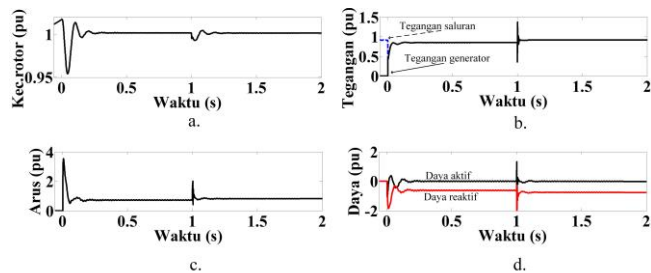 Kec.rotor (pu)
1
0.95
0 0.5 1 1.5 2
Waktu (s)
a.
Tegangan (pu)
1.5
1
0.5
0
Tegangan saluran
Tegangan generator
0 0.5 1 1.5 2
Waktu (s)
b.
Arus (pu)
4
2
0
0 0.5 1 1.5 2
Waktu (s)
c.
Daya (pu)
2
0
-2
Daya aktif
Daya reaktif
0 0.5 1 1.5 2
Waktu (s)
d.